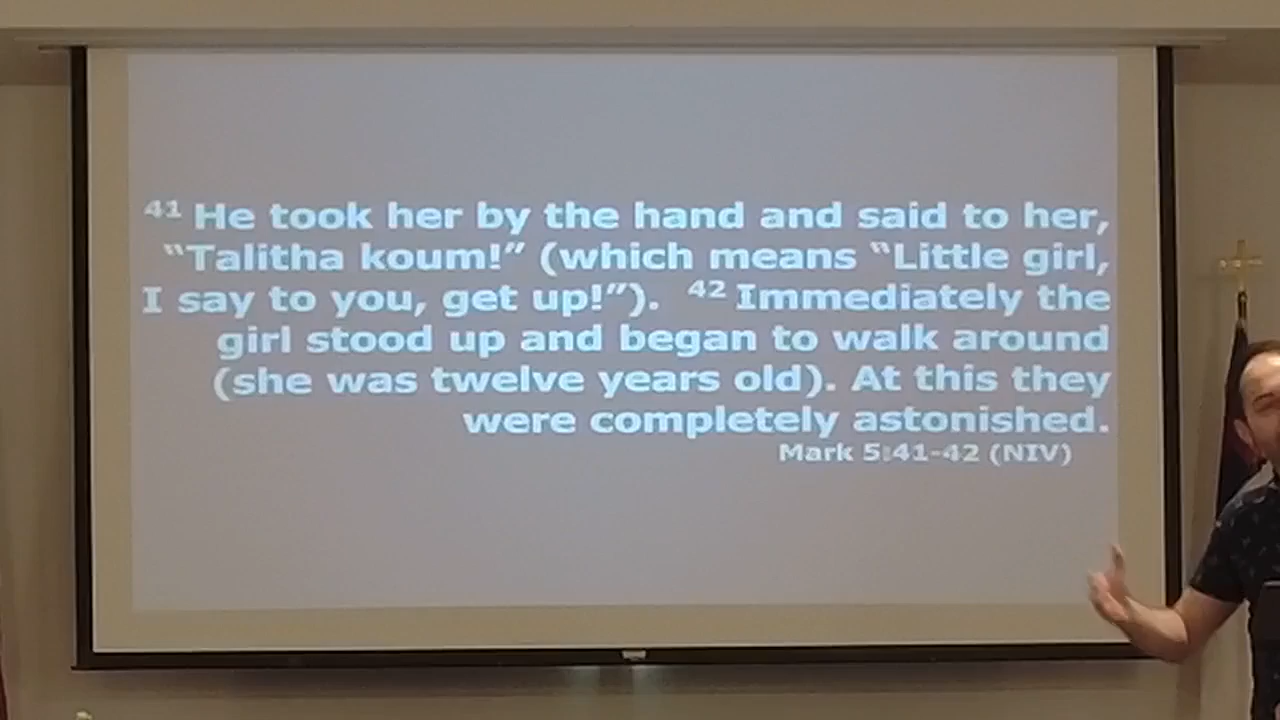 41 He took her by the hand and said to her,
“Talitha koum!” (which means “Little girl,
I say to you, get up!”). 42 Immediately the
girl stood up and began to walk around
(she was twelve years old). At this they
were completely astonished.
Mark 5:41-42 (NIV)